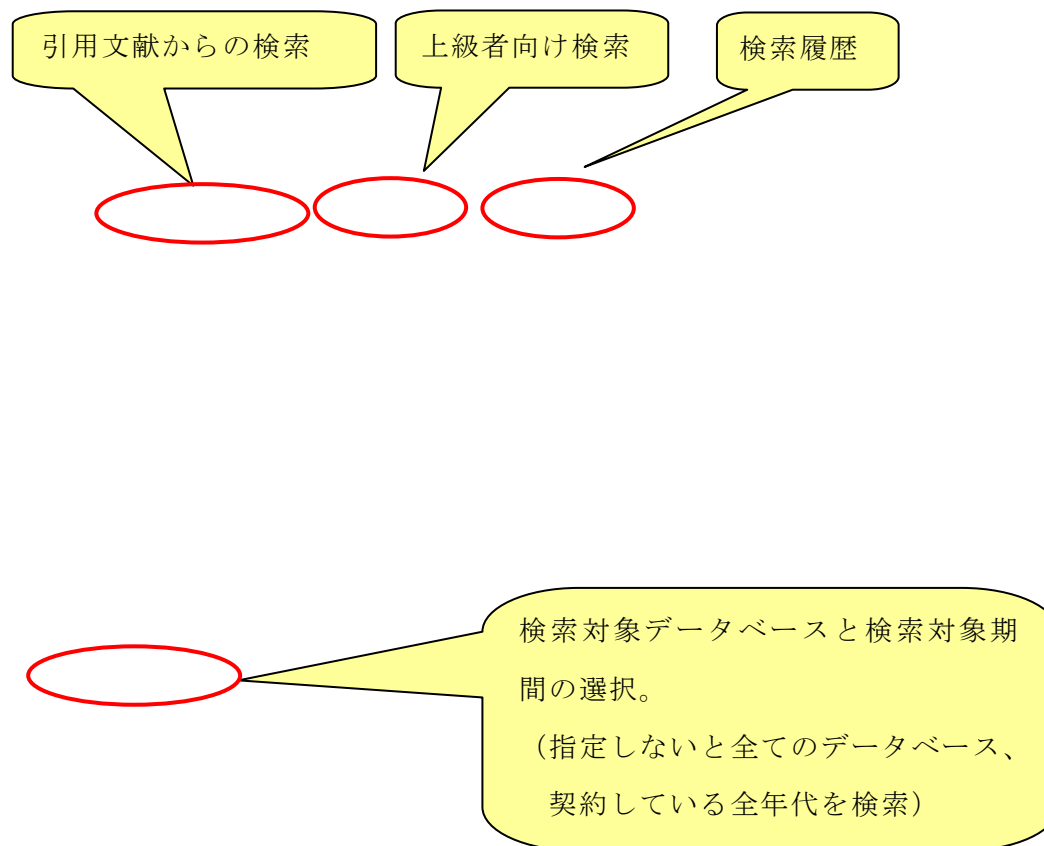 引用文献からの検索
上級者向け検索
検索履歴
検索対象データベースと検索対象期
間の選択。
（指定しないと全てのデータベース、
契約している全年代を検索）